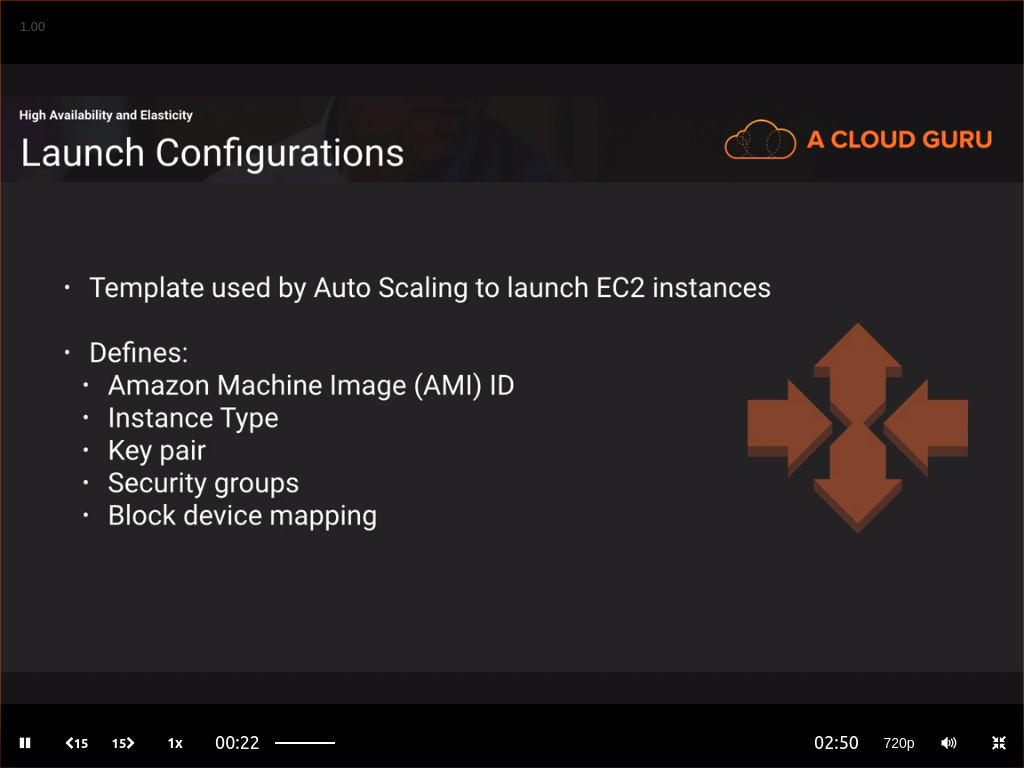 1.00
High Availability and Elasticity
Launch Configurations
A CLOUD GURU
· Template used by Auto Scaling to launch EC2 instances
· Defines:
· Amazon Machine Image (AMI) ID
· Instance Type
· Key pair
· Security groups
· Block device mapping
15 15 1x 00:22 02:50 720p